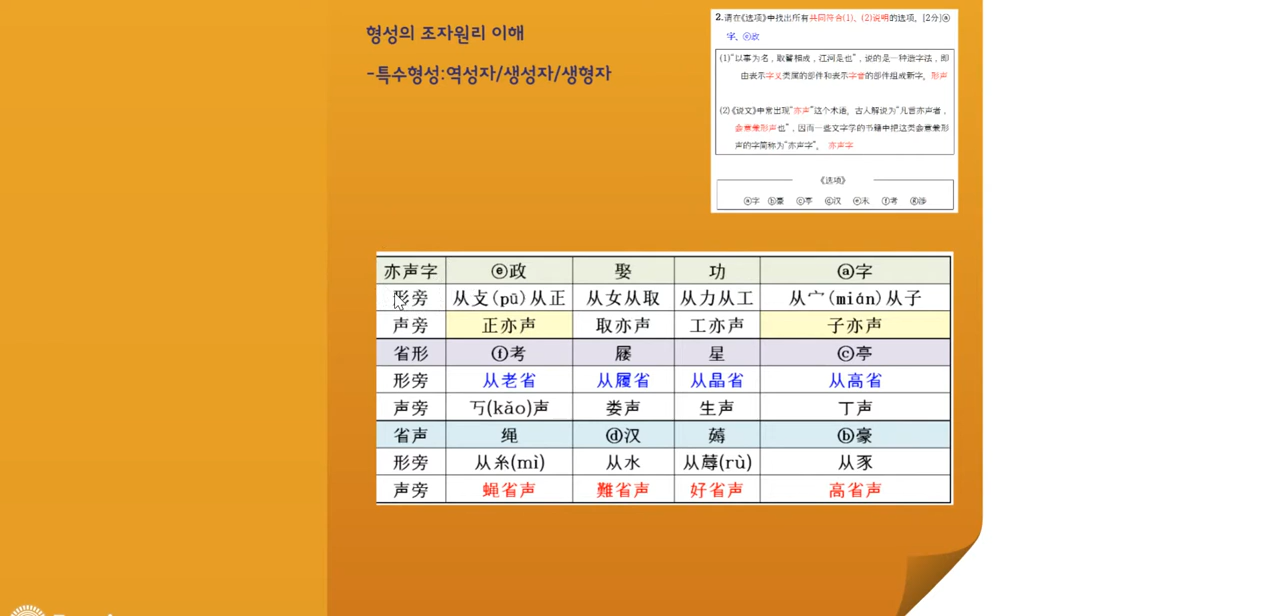 형성의 조자원리 이해
-특수형성:역성자/생성자/생형자
2.请在《选项》中找出所有共同符合(1)、(2)说明的选项。[2分]ⓐ
字、ⓔ政
(1)“以事为名，取譬相成，江河是也”，说的是一种造字法，即
由表示字义类属的部件和表示字音的部件组成新字。形声
(2)《说文》中常出现“亦声”这个术语，古人解说为“凡言亦声者，
会意兼形声也”，因而一些文字学的书籍中把这类会意兼形
声的字简称为“亦声字”。亦声字
《选项》
ⓐ字 ⓑ豪 ⓒ亭 ⓓ汉 ⓕ考
亦声字 ⓔ政 娶 功 ⓐ字
形旁 从攴(pū)从正 从女从取 从力从工 从宀(mián)从子
声旁 正亦声 取亦声 工亦声 子亦声
省形 ⓕ考 屦 星 ⓒ亭
形旁 从老省 从履省 从晶省 从高省
声旁 丂(kǎo)声 娄声 生声 丁声
省声 绳 ⓓ汉 薅 ⓑ豪
形旁 从糸(mì) 从水 从蓐(rù) 从豕
声旁 蝇省声 難省声 好省声 高省声